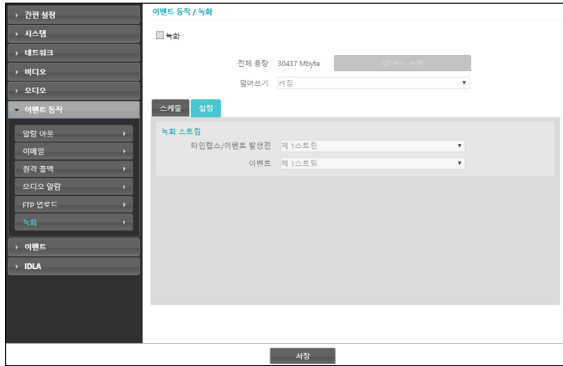 간편 설정
시스템
네트워크
비디오
오디오
이벤트 동작
알람 아웃
이메일
원격 콜백
오디오 알람
FTP 업로드
녹화
이벤트
IDLA
이벤트 동작 / 녹화
녹화
전체 용량 30437 Mbyte SD 카드 포맷
덮어쓰기 켜짐
스케쥴 설정
녹화 스트림
타임랩스/이벤트 발생전 제 1스트림
이벤트 제 1스트림
저장